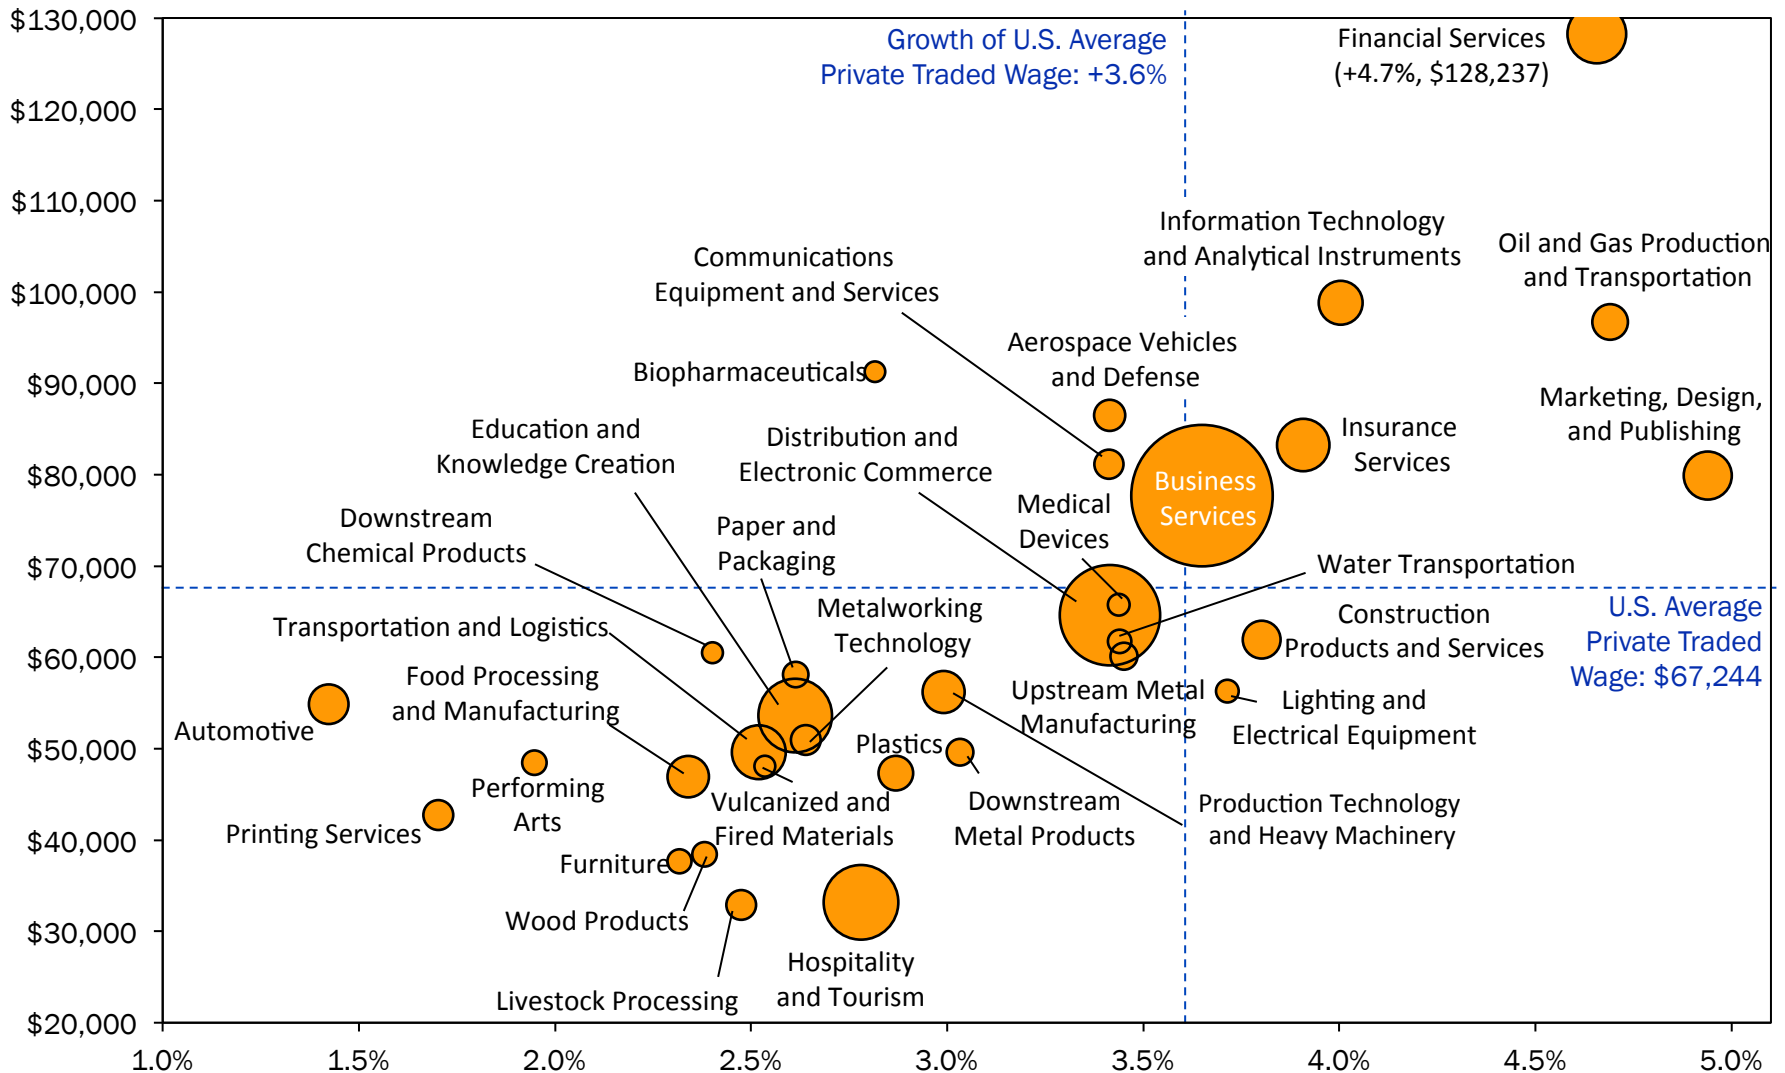 $130,000
$120,000
$110,000
$100,000
$90,000
$80,000
$70,000
$60,000
$50,000
$40,000
$30,000
$20,000
Growth of U.S. Average
Private Traded Wage: +3.6%
Financial Services
(+4.7%, $128,237)
Information Technology
and Analytical Instruments
Oil and Gas Production
and Transportation
Communications
Equipment and Services
Aerospace Vehicles
and Defense
Biopharmaceuticals
Marketing, Design,
and Publishing
Education and
Knowledge Creation
Distribution and
Electronic Commerce
Insurance
Services
Business
Services
Medical
Devices
Downstream
Chemical Products
Paper and
Packaging
Water Transportation
U.S. Average
Private Traded
Wage: $67,244
Transportation and Logistics
Metalworking
Technology
Construction
Products and Services
Food Processing
and Manufacturing
Upstream Metal
Manufacturing
Lighting and
Electrical Equipment
Automotive
Plastics
Performing
Arts
Vulcanized and
Fired Materials
Downstream
Metal Products
Production Technology
and Heavy Machinery
Printing Services
Furniture
Wood Products
Livestock Processing
Hospitality
and Tourism
1.0%
1.5%
2.0%
2.5%
3.0%
3.5%
4.0%
4.5%
5.0%